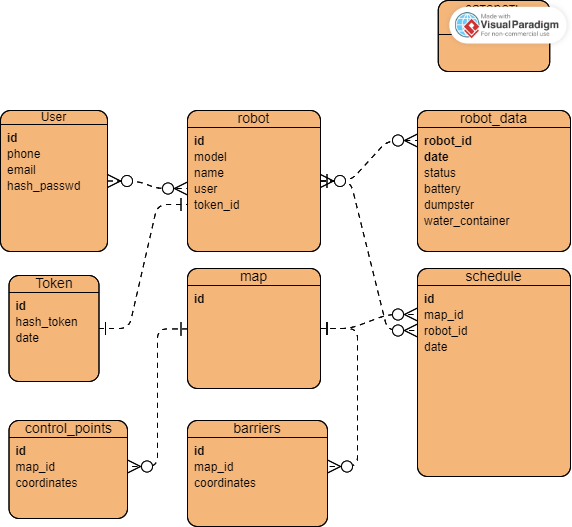 Made with
VisualParadigm
For non-commercial use
User
id
phone
email
hash_passwd
robot
id
model
name
user
token_id
robot_data
robot_id
date
status
battery
dumpster
water_container
Token
id
hash_token
date
map
id
schedule
id
map_id
robot_id
date
control_points
id
map_id
coordinates
barriers
id
map_id
coordinates